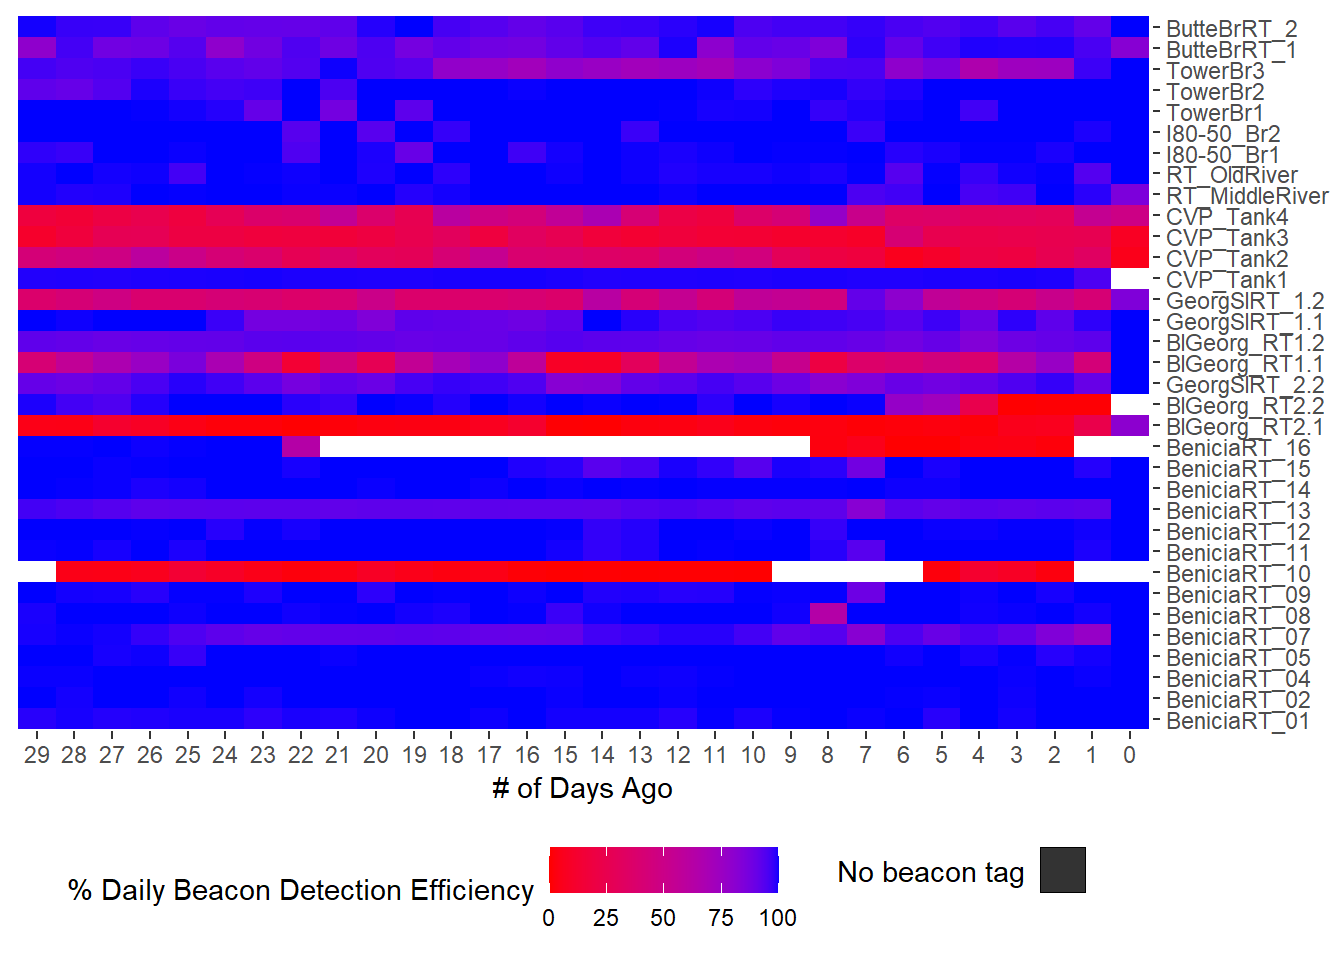 ButteBrRT_2
ButteBrRT_1
TowerBr3
TowerBr2
TowerBr1
I80-50_Br2
I80-50_Br1
RT_OldRiver
RT_MiddleRiver
CVP_Tank4
CVP_Tank3
CVP_Tank2
CVP_Tank1
GeorgSlRT_1.2
GeorgSlRT_1.1
BlGeorg_RT1.2
BlGeorg_RT1.1
GeorgSlRT_2.2
BlGeorg_RT2.2
BlGeorg_RT2.1
BeniciaRT_16
BeniciaRT_15
BeniciaRT_14
BeniciaRT_13
BeniciaRT_12
BeniciaRT_11
BeniciaRT_10
BeniciaRT_09
BeniciaRT_08
BeniciaRT_07
BeniciaRT_05
BeniciaRT_04
BeniciaRT_02
BeniciaRT_01
29 28 27 26 25 24 23 22 21 20 19 18 17 16 15 14 13 12 11 10 9 8 7 6 5 4 3 2 1 0
# of Days Ago
% Daily Beacon Detection Efficiency
0 25 50 75 100
No beacon tag